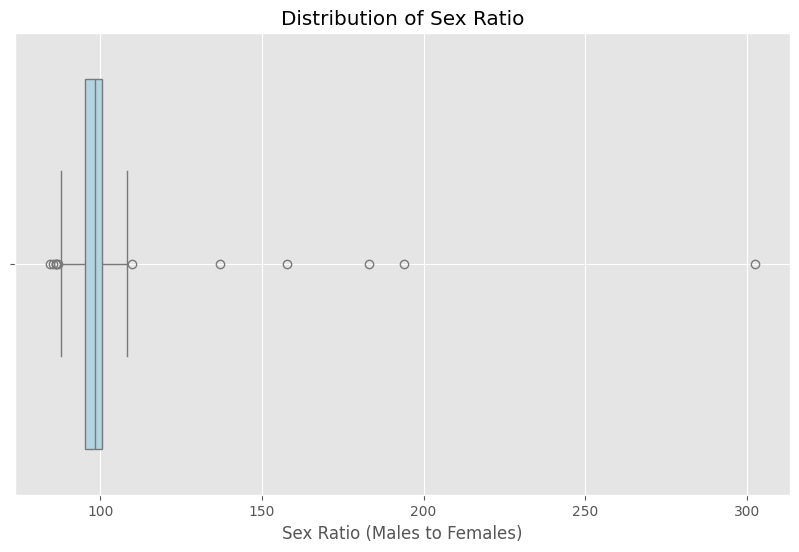 Distribution of Sex Ratio
100 150 200 250 300
Sex Ratio (Males to Females)